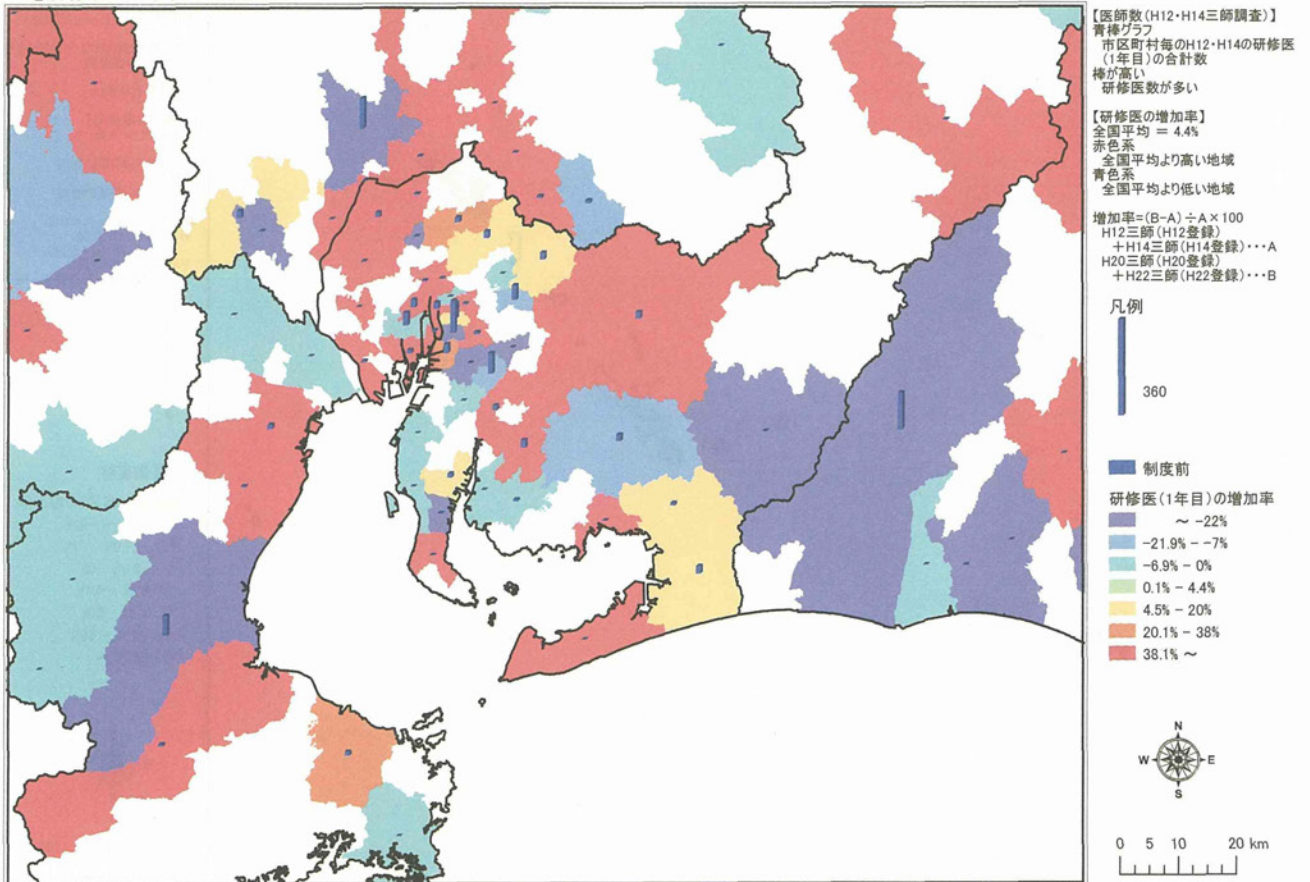 【医師数(H12・H14三師調査)】
青棒グラフ
市区町村毎のH12・H14の研修医
(1年目)の合計数
棒が高い
研修医数が多い
【研修医の増加率】
全国平均 = 4.4%
赤色系
全国平均より高い地域
青色系
全国平均より低い地域
増加率=(B-A)÷A×100
H12三師(H12登録)
+H14三師(H14登録)・・・A
H20三師(H20登録)
+H22三師(H22登録)・・・B
凡例
360
制度前
研修医(1年目)の増加率
~ -22%
-21.9% - -7%
-6.9% - 0%
0.1% - 4.4%
4.5% - 20%
20.1% - 38%
38.1% ~
N
W E
S
0 5 10 20 km